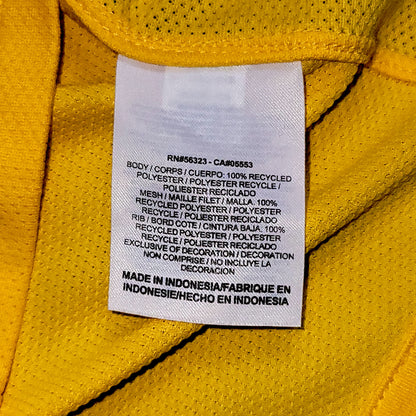 RN#56323 - CA#05553
BODY / CORPS / CUERPO: 100% RECYCLED
POLYESTER / POLYESTER RECYCLE /
POLIESTER RECICLADO
MESH / MAILLE FILET / MALLA. 100%
RECYCLED POLYESTER / POLYESTER
RECYCLE / POLIESTER RECICLADO
RIB / BORD COTE / CINTURA BAJA. 100%
RECYCLED POLYESTER / POLYESTER
RECYCLE / POLIESTER RECICLADO
EXCLUSIVE OF DECORATION / DECORATION
NON COMPRISE / NO INCLUYE LA
DECORACION
MADE IN INDONESIA/FABRIQUE EN
INDONESIE/HECHO EN INDONESIA